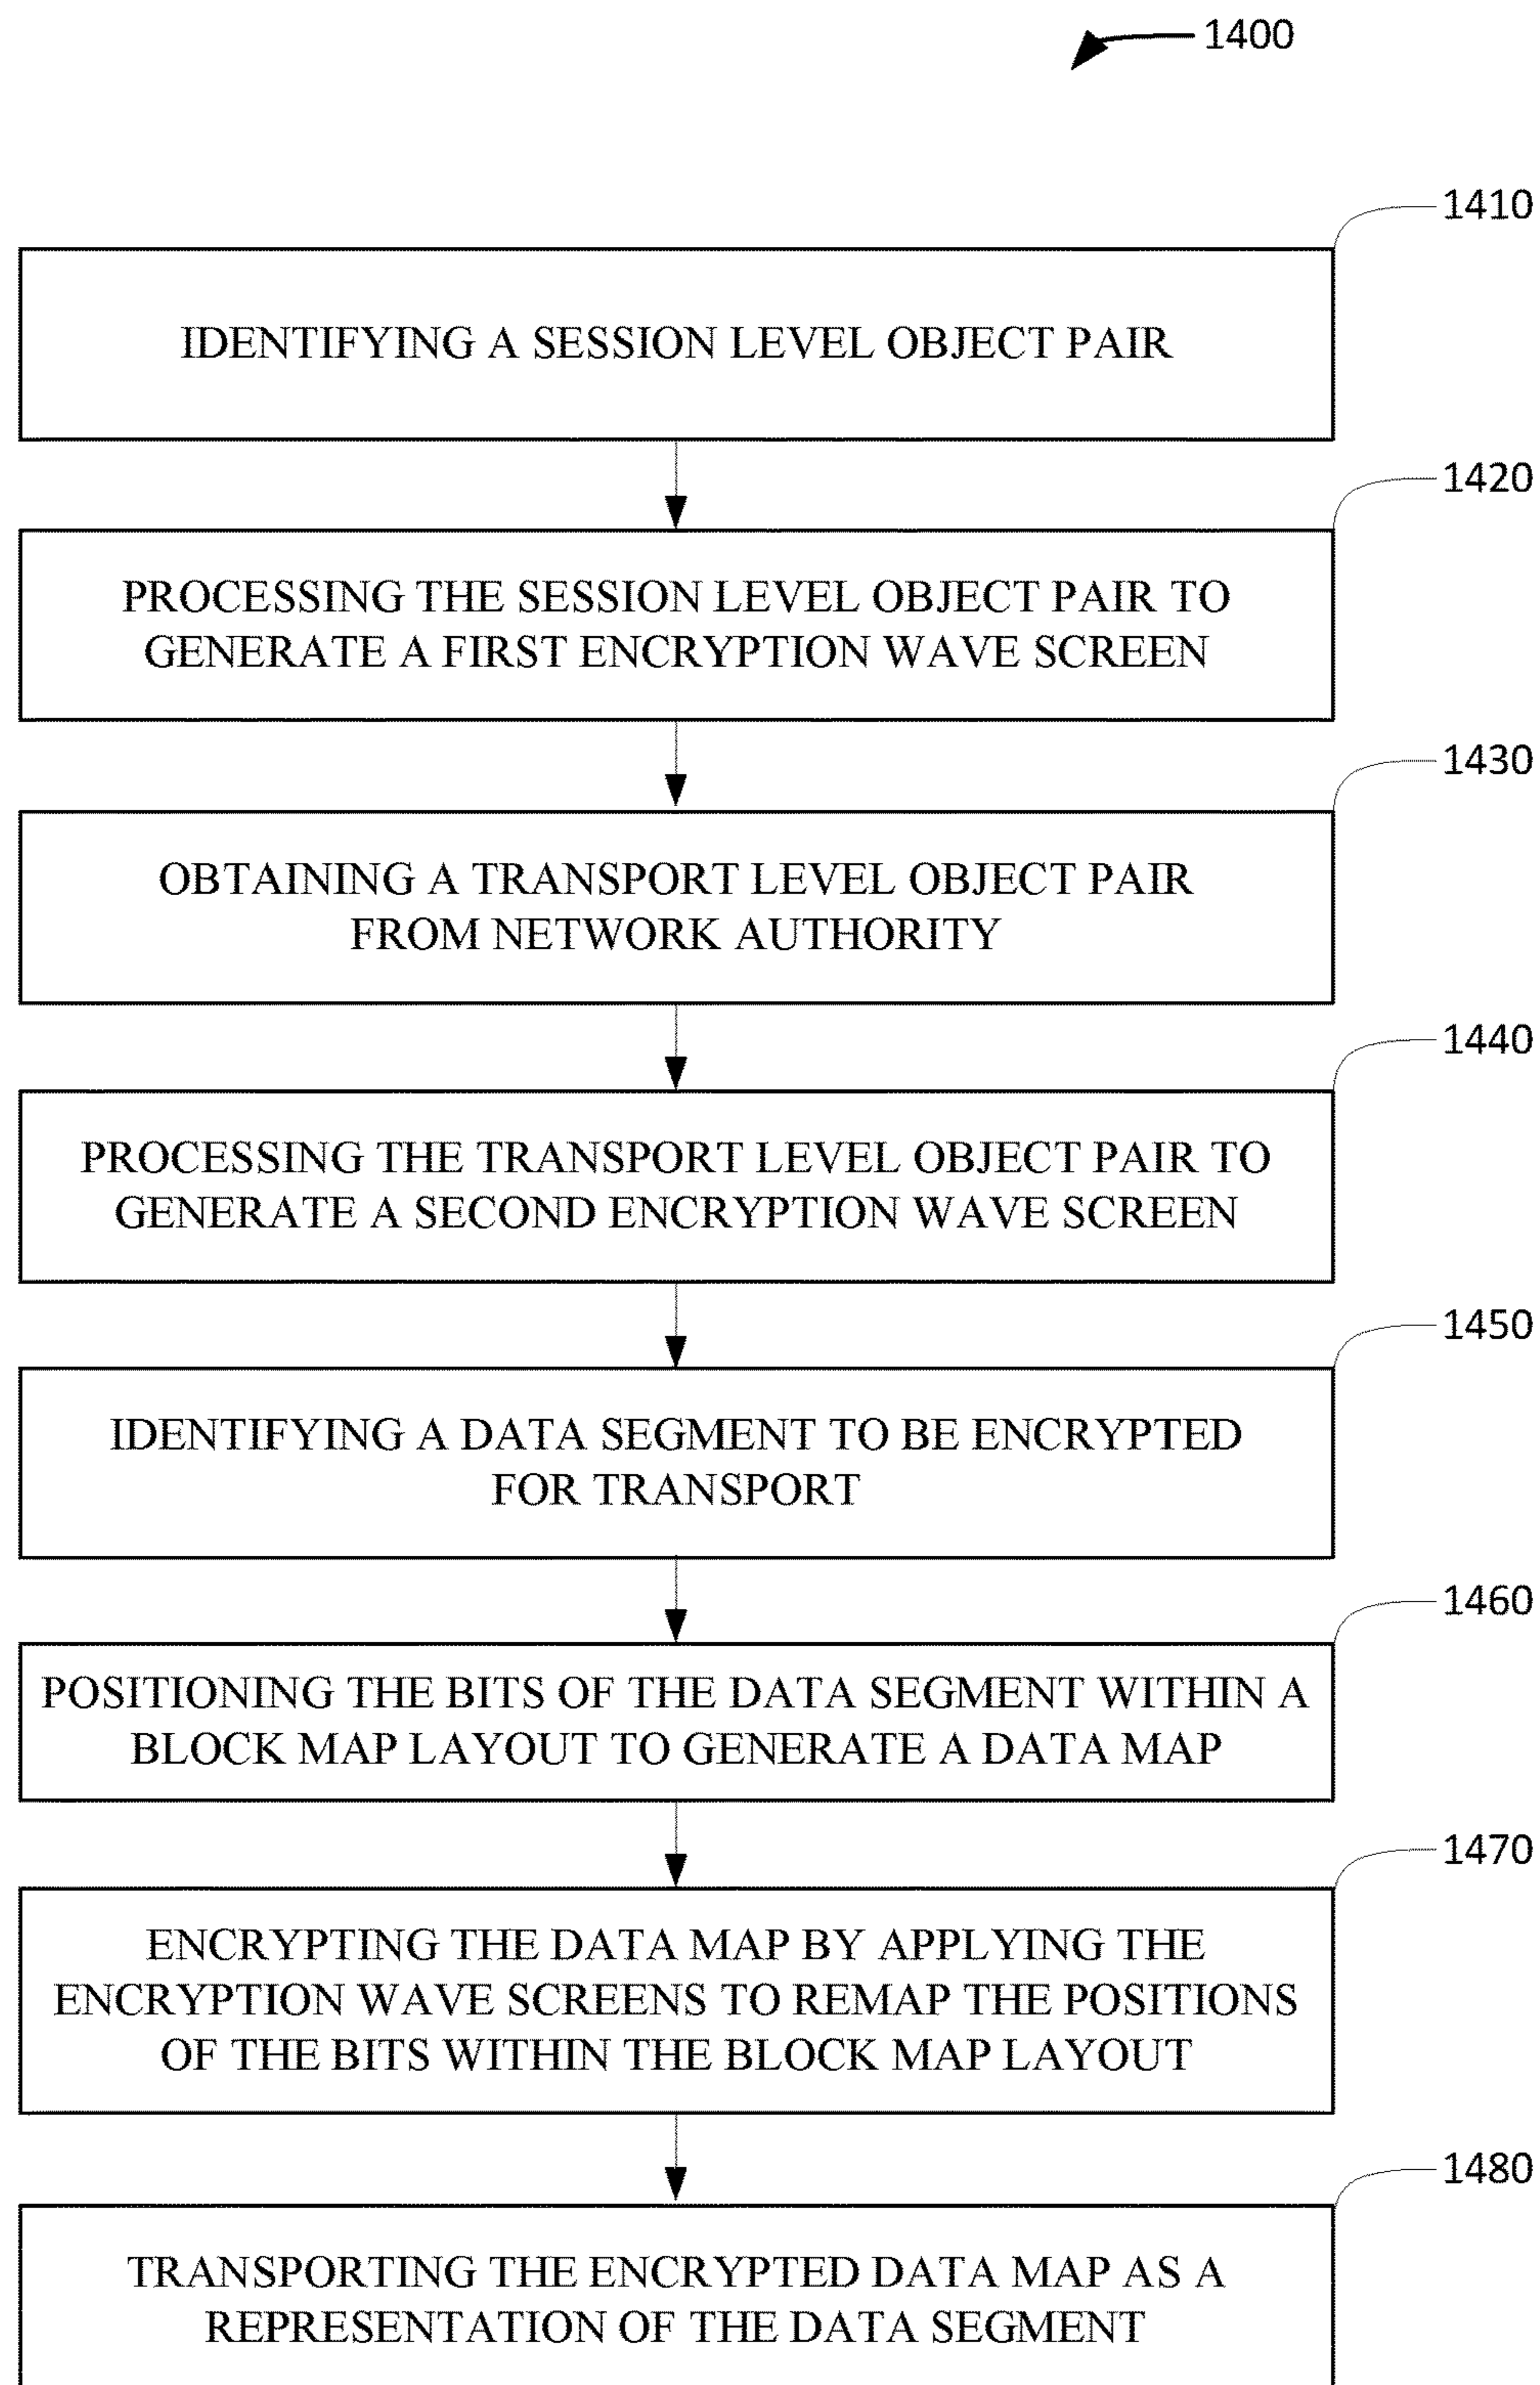 1400
1410
IDENTIFYING A SESSION LEVEL OBJECT PAIR
1420
PROCESSING THE SESSION LEVEL OBJECT PAIR TO
GENERATE A FIRST ENCRYPTION WAVE SCREEN
1430
OBTAINING A TRANSPORT LEVEL OBJECT PAIR
FROM NETWORK AUTHORITY
1440
PROCESSING THE TRANSPORT LEVEL OBJECT PAIR TO
GENERATE A SECOND ENCRYPTION WAVE SCREEN
1450
IDENTIFYING A DATA SEGMENT TO BE ENCRYPTED
FOR TRANSPORT
1460
POSITIONING THE BITS OF THE DATA SEGMENT WITHIN A
BLOCK MAP LAYOUT TO GENERATE A DATA MAP
1470
ENCRYPTING THE DATA MAP BY APPLYING THE
ENCRYPTION WAVE SCREENS TO REMAP THE POSITIONS
OF THE BITS WITHIN THE BLOCK MAP LAYOUT
1480
TRANSPORTING THE ENCRYPTED DATA MAP AS A
REPRESENTATION OF THE DATA SEGMENT